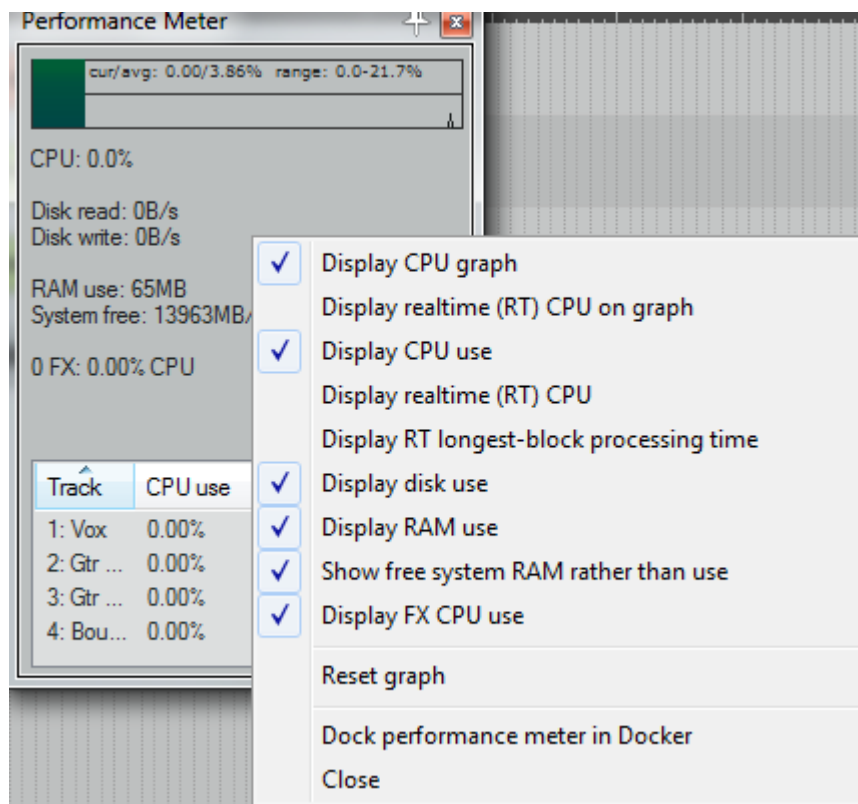 Performance Meter
cur/avg: 0.00/3.86% range: 0.0-21.7%
CPU: 0.0%
Disk read: 0B/s
Disk write: 0B/s
RAM use: 65MB
System free: 13963MB/
0 FX: 0.00% CPU
Track CPU use
1: Vox 0.00%
2: Gtr ... 0.00%
3: Gtr ... 0.00%
4: Bou... 0.00%
Display CPU graph
Display realtime (RT) CPU on graph
Display CPU use
Display realtime (RT) CPU
Display RT longest-block processing time
Display disk use
Display RAM use
Show free system RAM rather than use
Display FX CPU use
Reset graph
Dock performance meter in Docker
Close